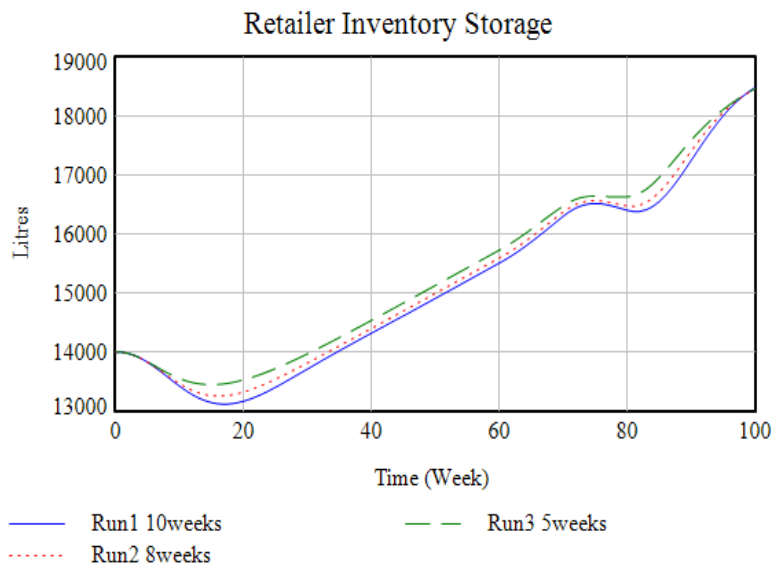 Retailer Inventory Storage
19000
18000
17000
16000
15000
14000
13000
Litres
0 20 40 60 80 100
Time (Week)
Run1 10weeks
Run3 5weeks
Run2 8weeks